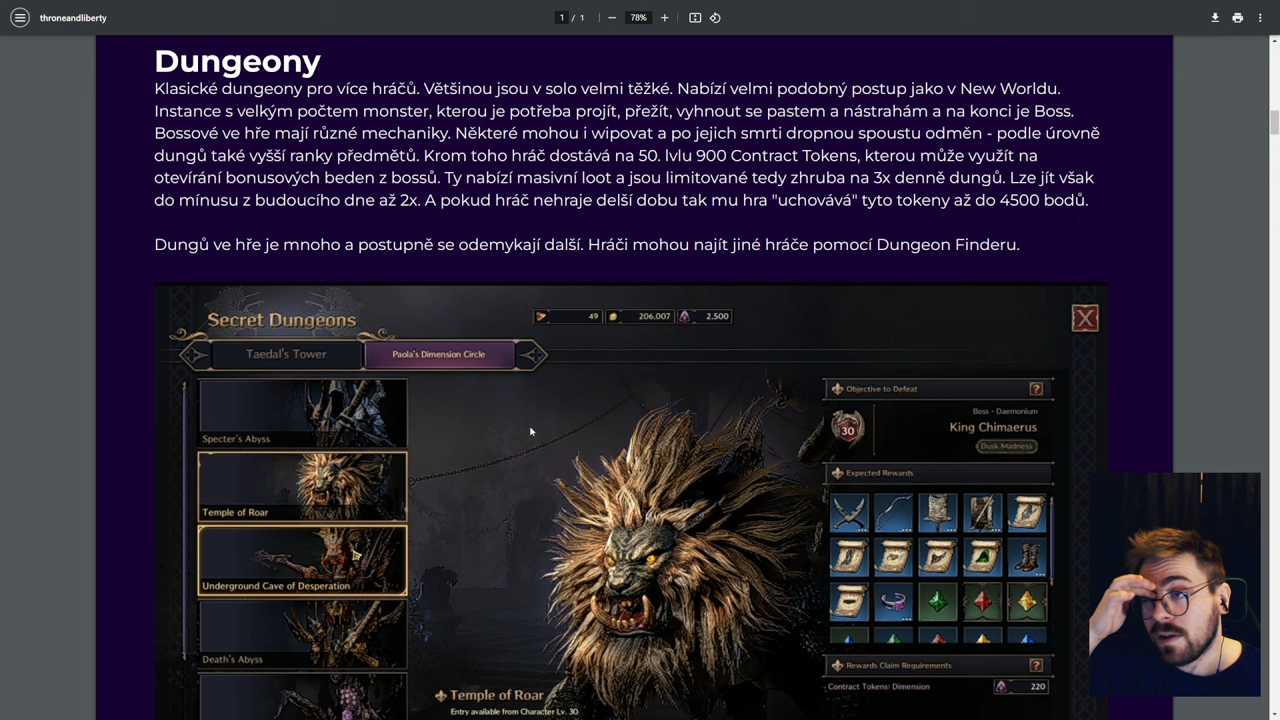 throneandliberty
1 / 1
78%
Dungeony
Klasické dungeony pro více hráčů. Většinou jsou v solo velmi těžké. Nabízí velmi podobný postup jako v New Worldu.
Instance s velkým počtem monster, kterou je potřeba projít, přežít, vyhnout se pastem a nástrahám a na konci je Boss.
Bossové ve hře mají různé mechaniky. Některé mohou i wipovat a po jejich smrti dropnou spoustu odměn - podle úrovně
dungů také vyšší ranky předmětů. Krom toho hráč dostává na 50. lvlu 900 Contract Tokens, kterou může využít na
otevírání bonusových beden z bossů. Ty nabízí masivní loot a jsou limitované tedy zhruba na 3x denně dungů. Lze jít však
do mínusu z budoucího dne až 2x. A pokud hráč nehraje delší dobu tak mu hra "uchovává" tyto tokeny až do 4500 bodů.
Dungů ve hře je mnoho a postupně se odemykají další. Hráči mohou najít jiné hráče pomocí Dungeon Finderu.
Secret Dungeons
49
206.007
2.500
Taedal's Tower
Paola's Dimension Circle
Specter's Abyss
Temple of Roar
Underground Cave of Desperation
Death's Abyss
Objective to Defeat
?
30
Boss - Daemonium
King Chimaerus
Dusk Madness
Expected Rewards
Rewards Claim Requirements
?
Contract Tokens: Dimension
220
Temple of Roar
Entry available from Character Lv. 30